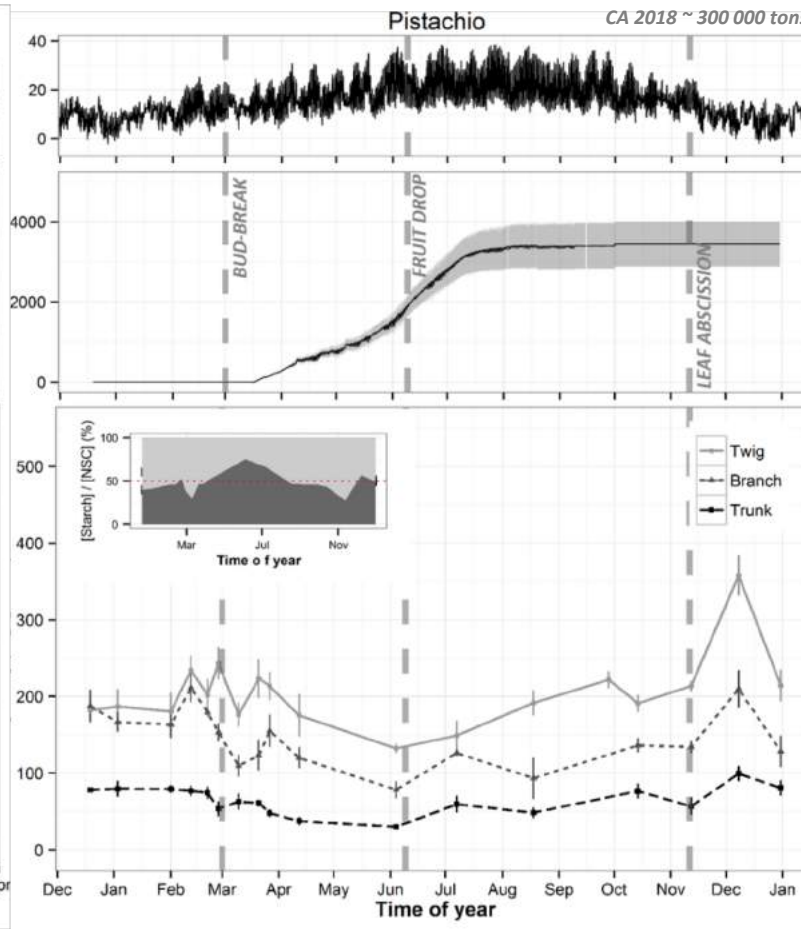 Pistachio
CA 2018 ~ 300 000 tons
40
20
0
4000
2000
0
BUD-BREAK
FRUIT DROP
LEAF ABSCISSION
500
400
300
200
100
0
[Starch] / [NSC] (%)
100
50
0
Mar Jul Nov
Time o f year
Twig
Branch
Trunk
Dec Jan Feb Mar Apr May Jun Jul Aug Sep Oct Nov Dec Jan
Time of year